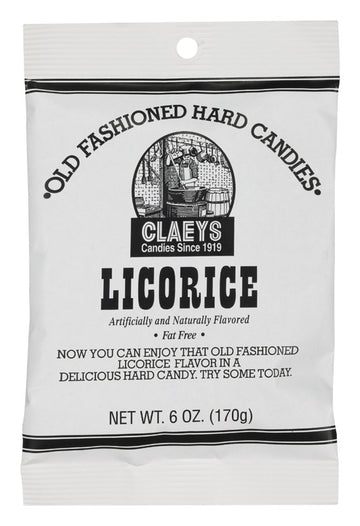 •OLD FASHIONED HARD CANDIES•
CLAEYS
Candies Since 1919
LICORICE
Artificially and Naturally Flavored
• Fat Free •
NOW YOU CAN ENJOY THAT OLD FASHIONED
LICORICE FLAVOR IN A
DELICIOUS HARD CANDY. TRY SOME TODAY.
NET WT. 6 OZ. (170g)